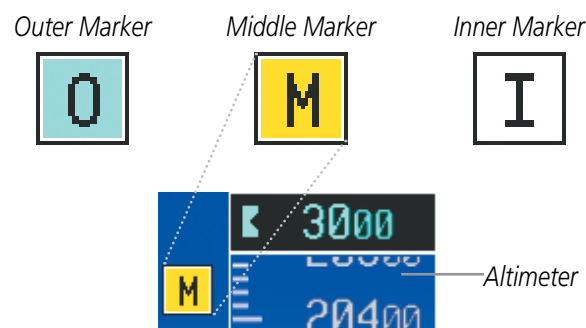 Outer Marker Middle Marker Inner Marker
O M I
3000
M
Altimeter
20400